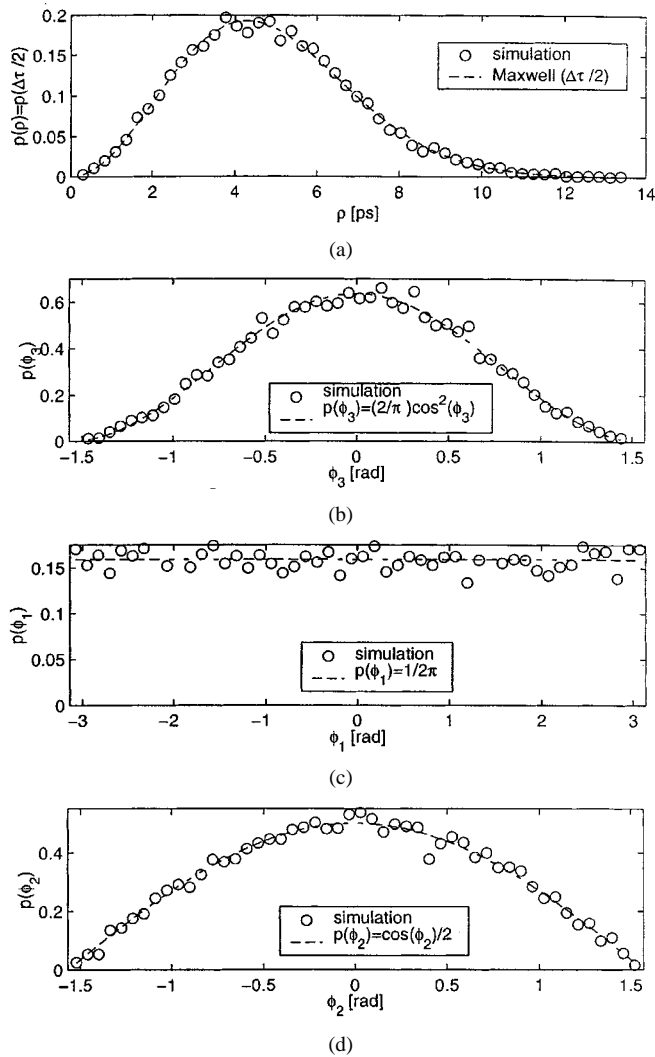 0.2
0.15
0.1
0.05
0
p(ρ)=p(Δτ/2)
simulation
Maxwell (Δτ/2)
0 2 4 6 8 10 12 14
ρ [ps]
(a)
0.6
0.4
0.2
0
p(ϕ₃)
simulation
p(ϕ₃)=(2/π)cos²(ϕ₃)
−1.5 −1 −0.5 0 0.5 1 1.5
ϕ₃ [rad]
(b)
0.15
0.1
0.05
0
p(ϕ₁)
simulation
p(ϕ₁)=1/2π
−3 −2 −1 0 1 2 3
ϕ₁ [rad]
(c)
0.4
0.2
0
p(ϕ₂)
simulation
p(ϕ₂)=cos(ϕ₂)/2
−1.5 −1 −0.5 0 0.5 1 1.5
ϕ₂ [rad]
(d)